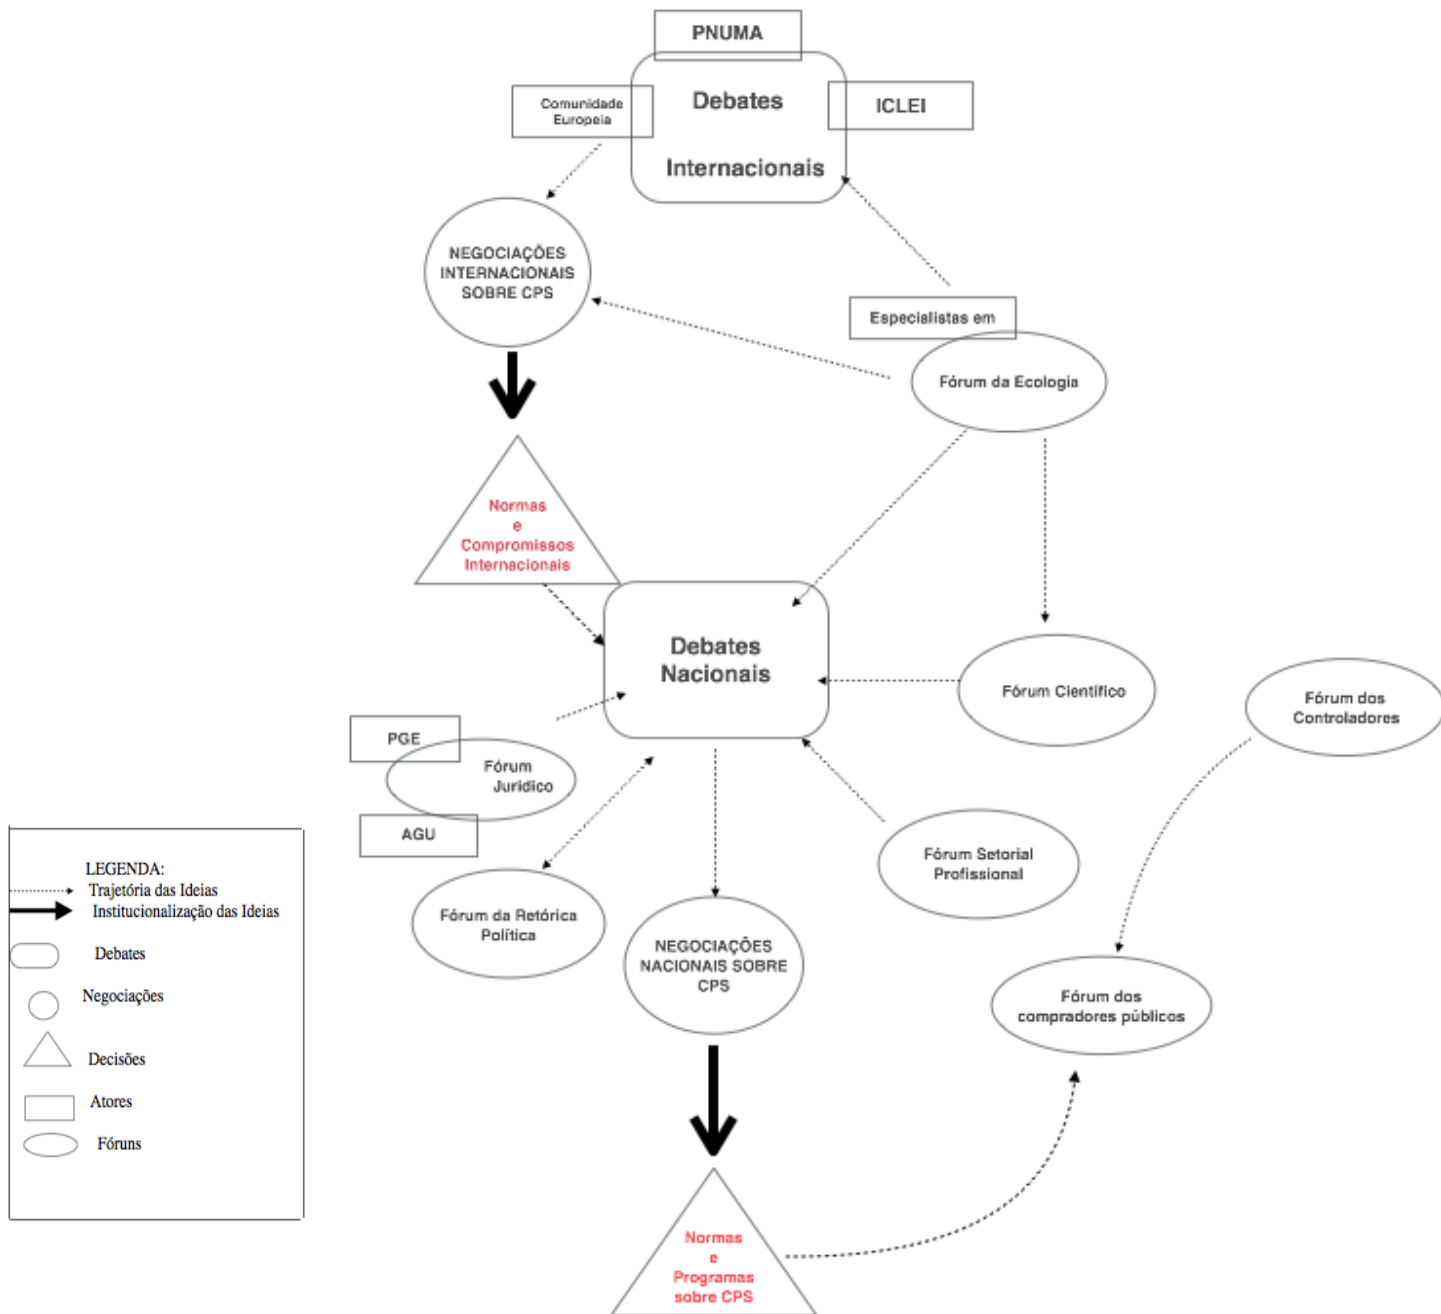 PNUMA
Comunidade
Europeia
Debates
Internacionais
ICLEI
NEGOCIAÇÕES
INTERNACIONAIS
SOBRE CPS
Especialistas em
Fórum da Ecologia
Normas
e
Compromissos
Internacionais
Debates
Nacionais
Fórum Científico
Fórum dos
Controladores
PGE
Fórum
Jurídico
AGU
Fórum Setorial
Profissional
Fórum da Retórica
Política
NEGOCIAÇÕES
NACIONAIS SOBRE
CPS
Fórum dos
compradores públicos
Normas
e
Programas
sobre CPS
LEGENDA:
Trajetória das Ideias
Institucionalização das Ideias
Debates
Negociações
Decisões
Atores
Fóruns